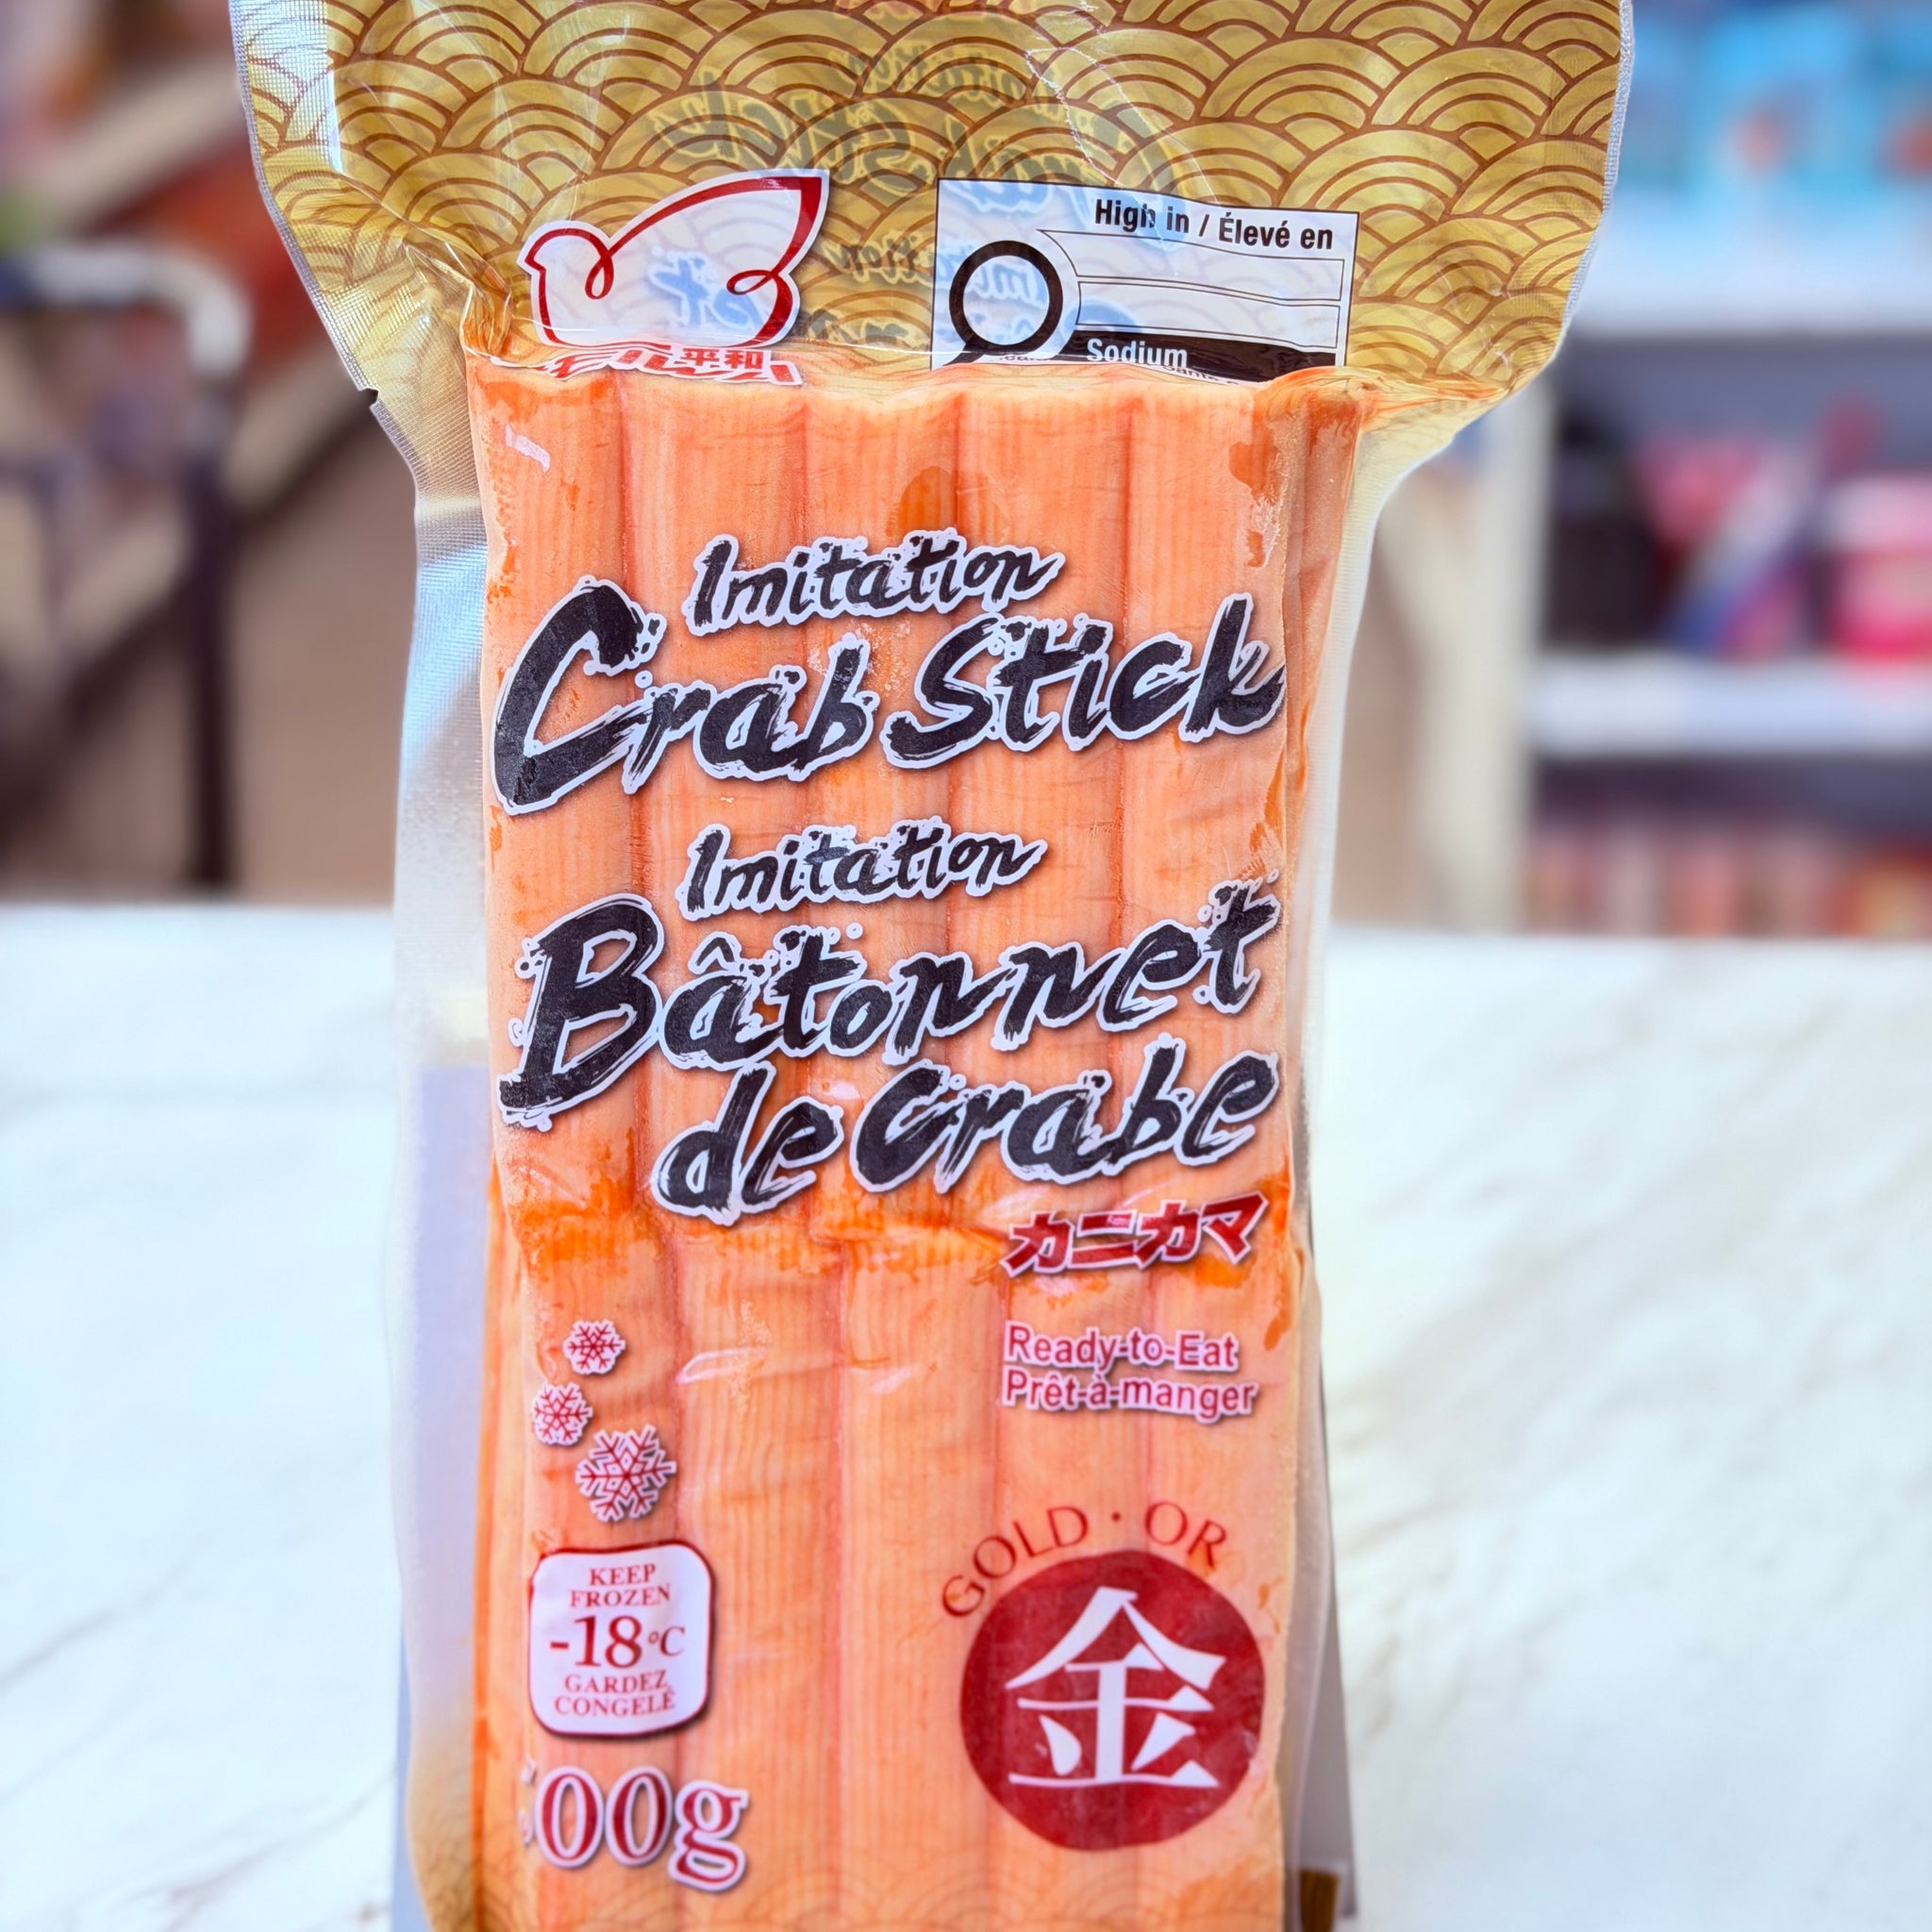 High in / Élevé en
Sodium
平和
Imitation
Crab Stick
Imitation
Bâtonnet
de Crabe
カニカマ
Ready-to-Eat
Prêt-à-manger
GOLD · OR
金
KEEP
FROZEN
-18°C
GARDEZ
CONGELÉ
00g